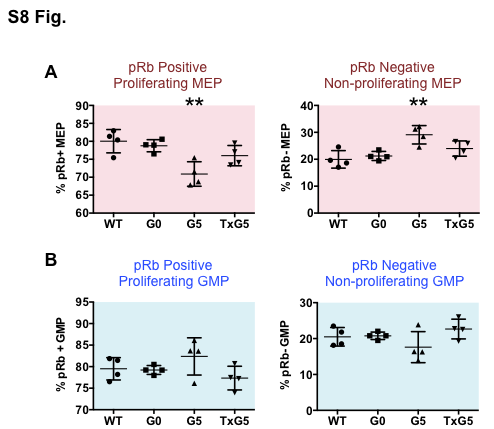 S8 Fig.
A
pRb Positive
Proliferating MEP
% pRb+ MEP
90
85
80
75
70
65
60
**
WT G0 G5 TxG5
pRb Negative
Non-proliferating MEP
% pRb- MEP
40
30
20
10
0
**
WT G0 G5 TxG5
B
pRb Positive
Proliferating GMP
% pRb + GMP
95
90
85
80
75
70
WT G0 G5 TxG5
pRb Negative
Non-proliferating GMP
% pRb- GMP
30
20
10
0
WT G0 G5 TxG5